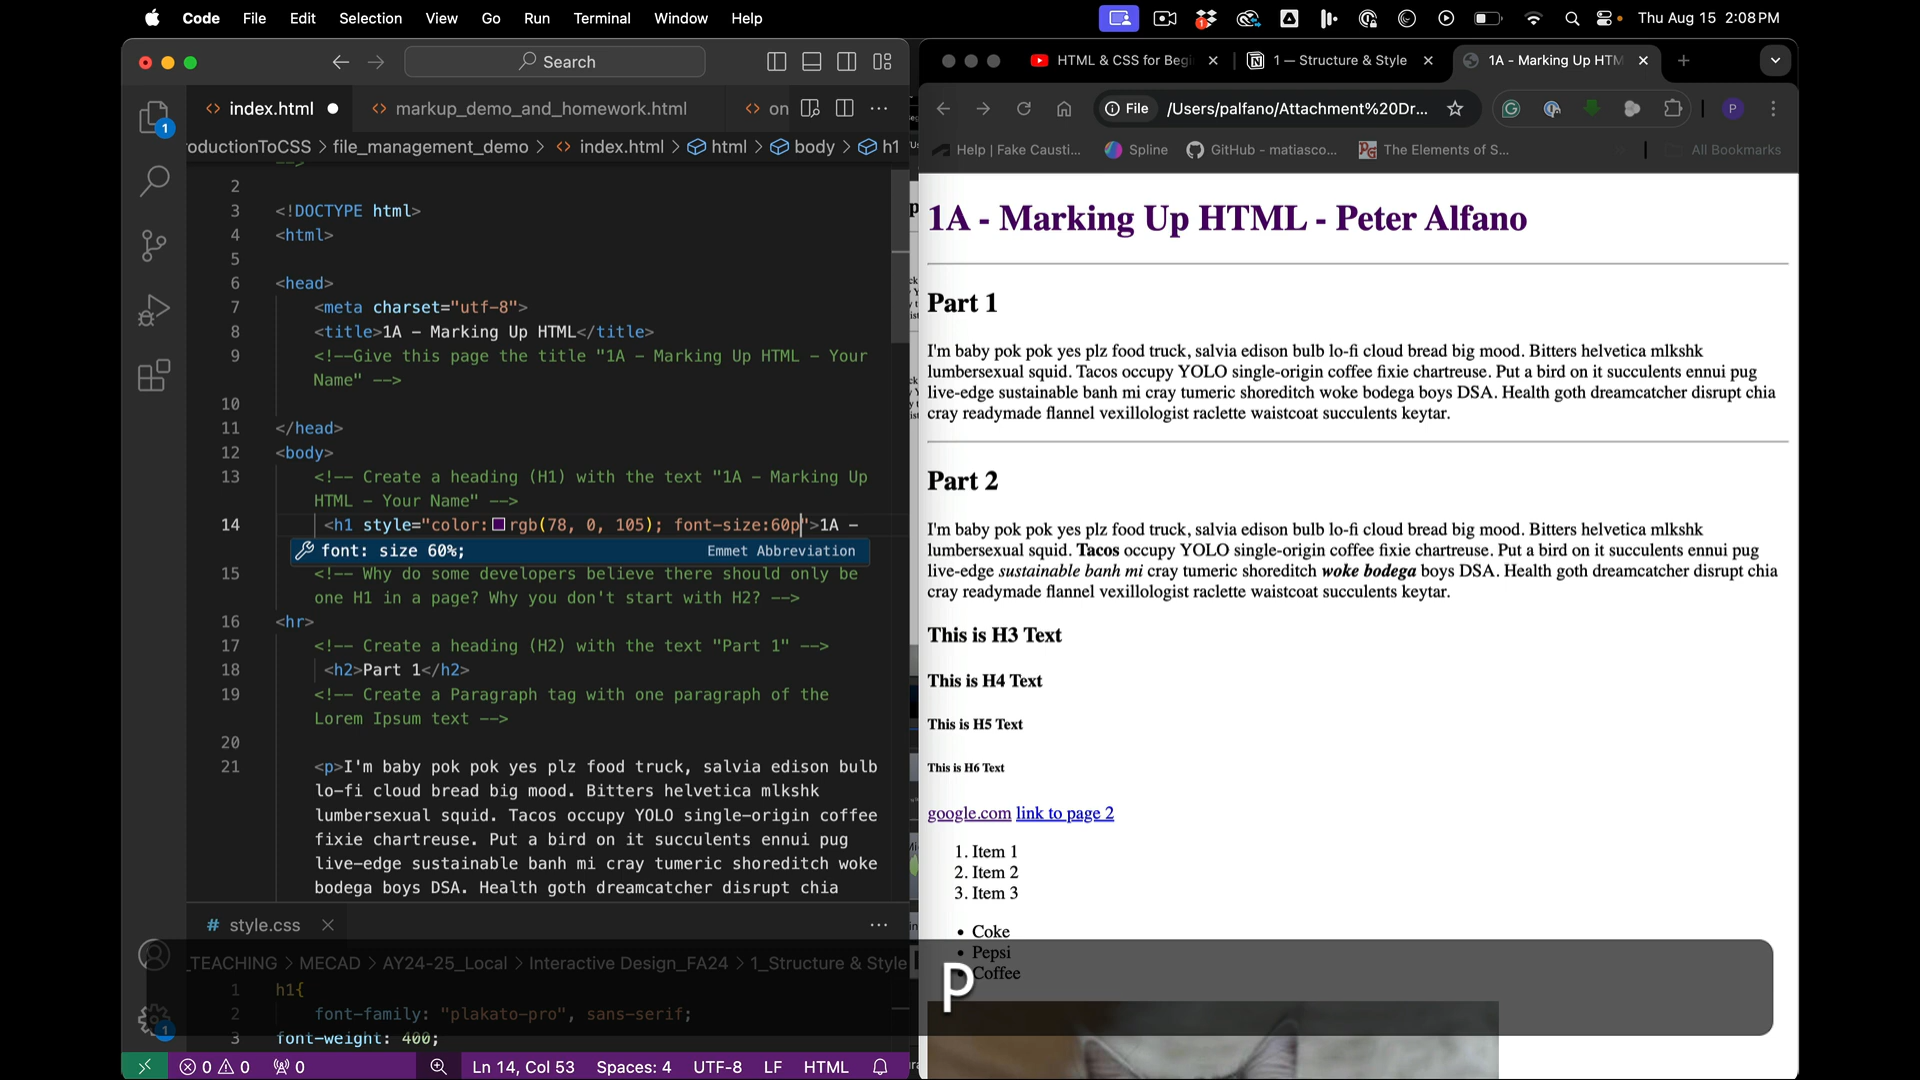 Code File Edit Selection View Go Run Terminal Window Help Thu Aug 15 2:08 PM
Search
index.html markup_demo_and_homework.html on
roductionToCSS > file_management_demo > index.html > html > body > h1
-->
2
3 <!DOCTYPE html>
4 <html>
5
6 <head>
7 <meta charset="utf-8">
8 <title>1A – Marking Up HTML</title>
9 <!--Give this page the title "1A – Marking Up HTML – Your
Name" -->
10
11 </head>
12 <body>
13 <!-- Create a heading (H1) with the text "1A – Marking Up
HTML – Your Name" -->
14 <h1 style="color: rgb(78, 0, 105); font-size:60p">1A –
font: size 60%; Emmet Abbreviation
15 <!-- Why do some developers believe there should only be
one H1 in a page? Why you don't start with H2? -->
16 <hr>
17 <!-- Create a heading (H2) with the text "Part 1" -->
18 <h2>Part 1</h2>
19 <!-- Create a Paragraph tag with one paragraph of the
Lorem Ipsum text -->
20
21 <p>I'm baby pok pok yes plz food truck, salvia edison bulb
lo-fi cloud bread big mood. Bitters helvetica mlkshk
lumbersexual squid. Tacos occupy YOLO single-origin coffee
fixie chartreuse. Put a bird on it succulents ennui pug
live-edge sustainable banh mi cray tumeric shoreditch woke
bodega boys DSA. Health goth dreamcatcher disrupt chia
# style.css
_TEACHING > MECAD > AY24-25_Local > Interactive Design_FA24 > 1_Structure & Style
1 h1{
2 font-family: "plakato-pro", sans-serif;
3 font-weight: 400;
0 0 0 Ln 14, Col 53 Spaces: 4 UTF-8 LF HTML
1
1
HTML & CSS for Begi 1 — Structure & Style 1A - Marking Up HTM
File /Users/palfano/Attachment%20Dr... P
Help | Fake Causti... Spline GitHub - matiasco... The Elements of S... All Bookmarks
1A - Marking Up HTML - Peter Alfano
Part 1
I'm baby pok pok yes plz food truck, salvia edison bulb lo-fi cloud bread big mood. Bitters helvetica mlkshk
lumbersexual squid. Tacos occupy YOLO single-origin coffee fixie chartreuse. Put a bird on it succulents ennui pug
live-edge sustainable banh mi cray tumeric shoreditch woke bodega boys DSA. Health goth dreamcatcher disrupt chia
cray readymade flannel vexillologist raclette waistcoat succulents keytar.
Part 2
I'm baby pok pok yes plz food truck, salvia edison bulb lo-fi cloud bread big mood. Bitters helvetica mlkshk
lumbersexual squid. Tacos occupy YOLO single-origin coffee fixie chartreuse. Put a bird on it succulents ennui pug
live-edge sustainable banh mi cray tumeric shoreditch woke bodega boys DSA. Health goth dreamcatcher disrupt chia
cray readymade flannel vexillologist raclette waistcoat succulents keytar.
This is H3 Text
This is H4 Text
This is H5 Text
This is H6 Text
google.com link to page 2
1. Item 1
2. Item 2
3. Item 3
• Coke
• Pepsi
• Coffee
P